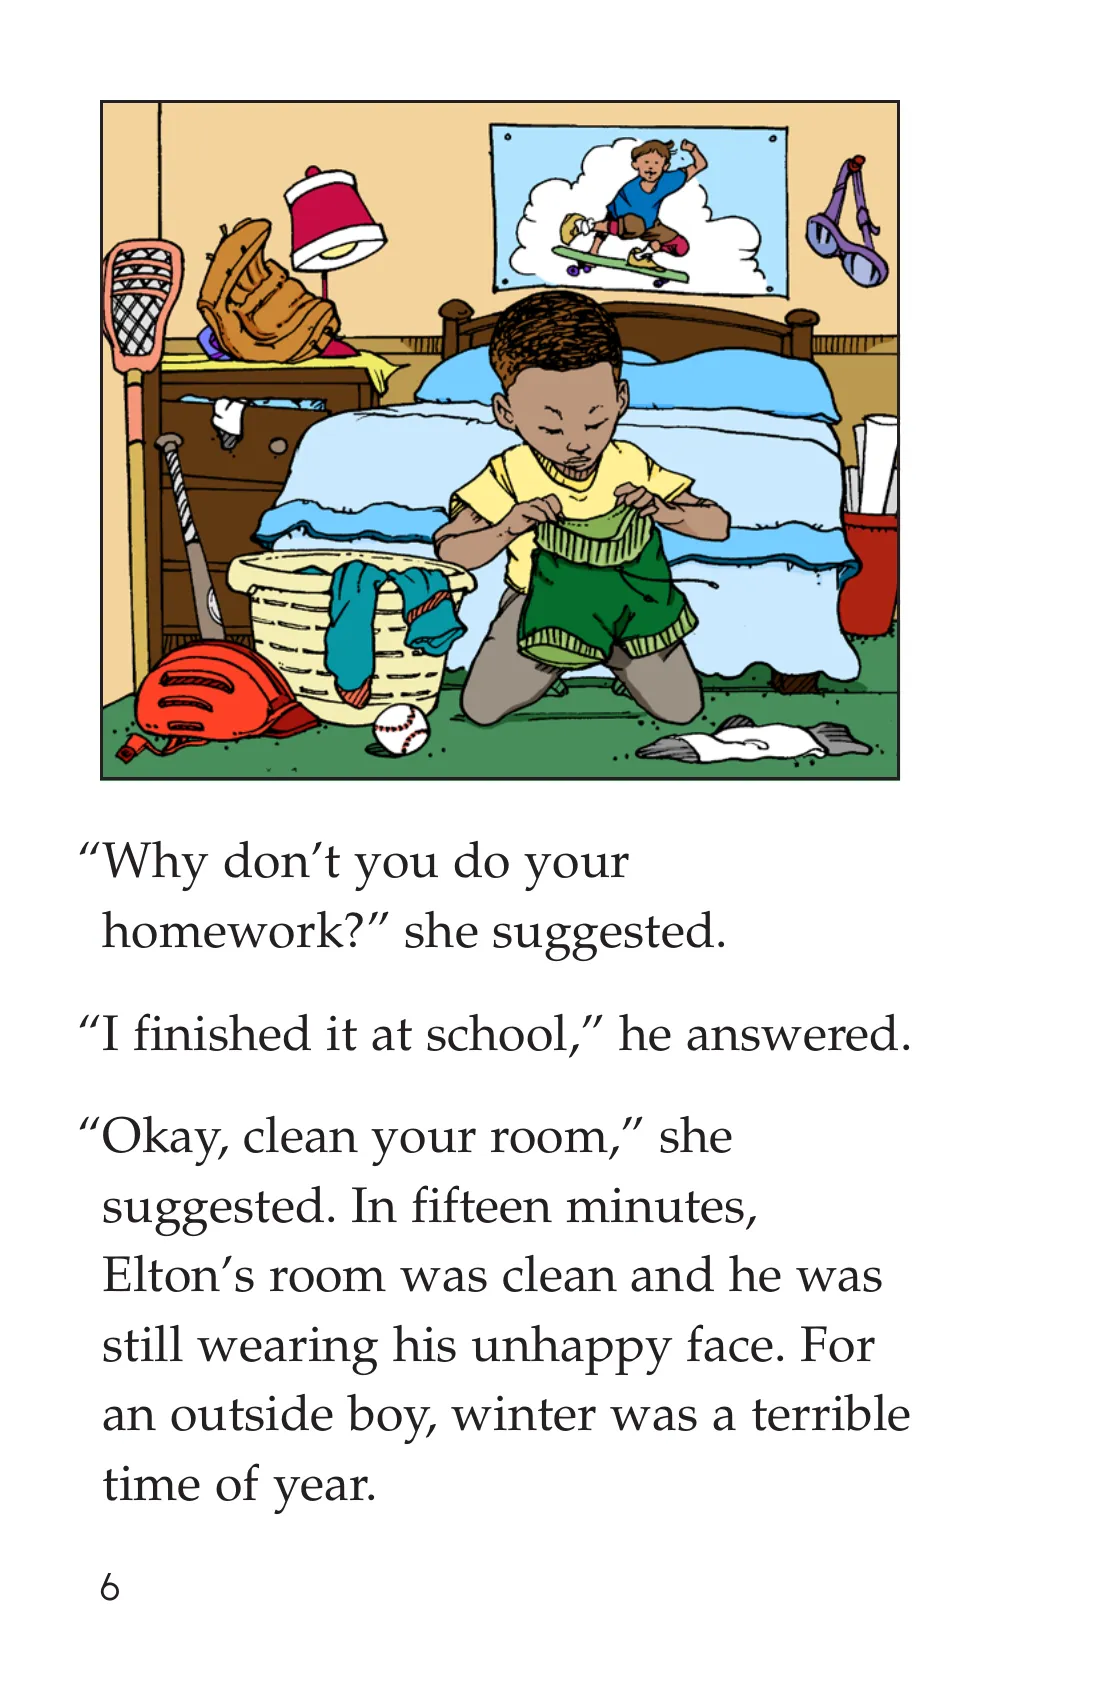 “Why don’t you do your
homework?” she suggested.
“I finished it at school,” he answered.
“Okay, clean your room,” she
suggested. In fifteen minutes,
Elton’s room was clean and he was
still wearing his unhappy face. For
an outside boy, winter was a terrible
time of year.
6